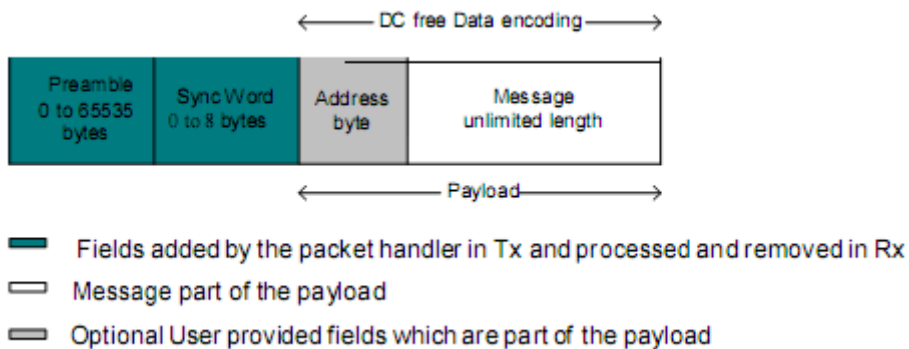 DC free Data encoding
Preamble
0 to 65535
bytes
Sync Word
0 to 8 bytes
Address
byte
Message
unlimited length
Payload
Fields added by the packet handler in Tx and processed and removed in Rx
Message part of the payload
Optional User provided fields which are part of the payload